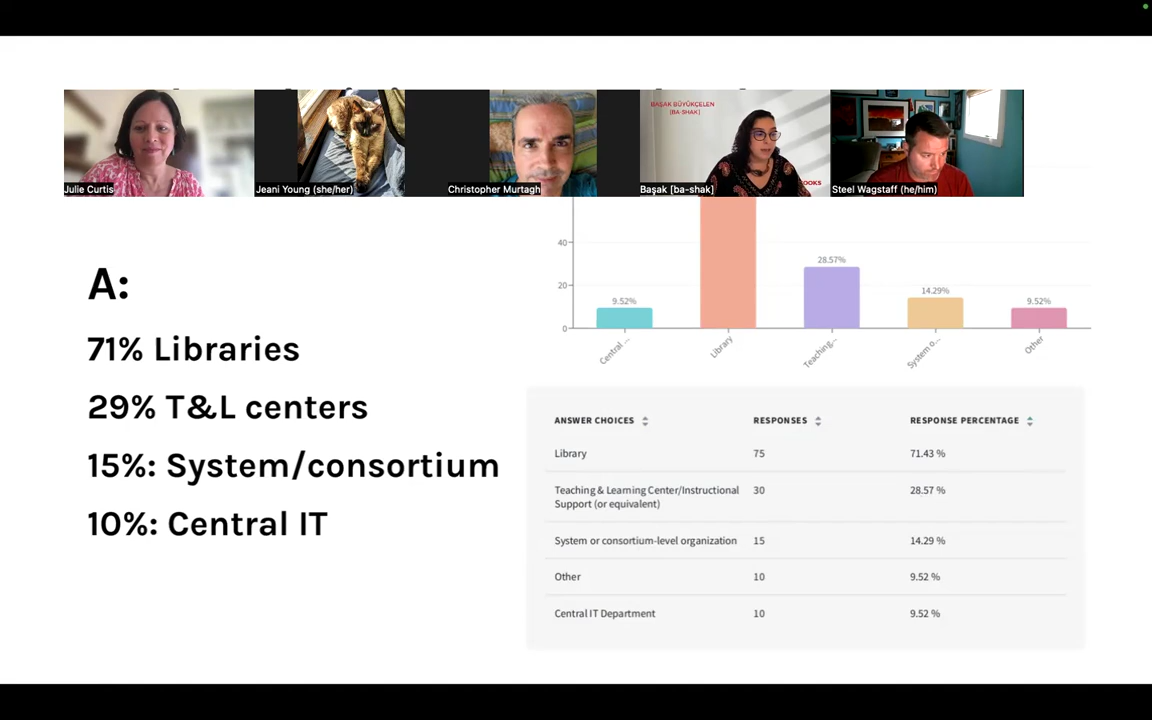 BAŞAK BÜYÜKÇELEN
(BA-SHAK)
OOKS
Julie Curtis
Jeani Young (she/her)
Christopher Murtagh
Başak [ba-shak]
Steel Wagstaff (he/him)
A:
71% Libraries
29% T&L centers
15%: System/consortium
10%: Central IT
40
20
0
9.52%
28.57%
14.29%
9.52%
Central ...
Library
Teaching...
System o...
Other
ANSWER CHOICES RESPONSES RESPONSE PERCENTAGE
Library 75 71.43 %
Teaching & Learning Center/Instructional 30 28.57 %
Support (or equivalent)
System or consortium-level organization 15 14.29 %
Other 10 9.52 %
Central IT Department 10 9.52 %